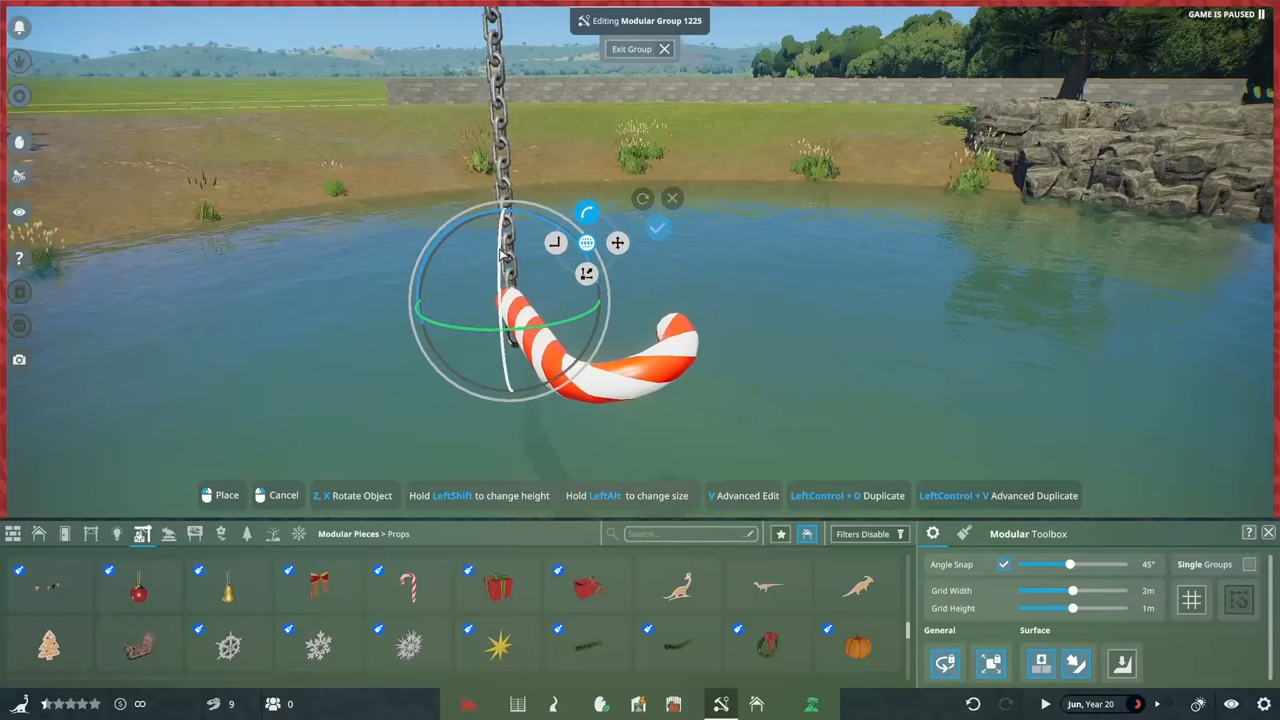 Editing Modular Group 1225
GAME IS PAUSED
Exit Group
?
Place
Cancel
Z, X Rotate Object
Hold LeftShift to change height
Hold LeftAlt to change size
V Advanced Edit
LeftControl + D Duplicate
LeftControl + V Advanced Duplicate
Modular Pieces > Props
Search...
Filters Disable
Modular Toolbox
?
Angle Snap
45°
Single Groups
Grid Width
2m
Grid Height
1m
General
Surface
$ ∞
9
0
Jun, Year 20